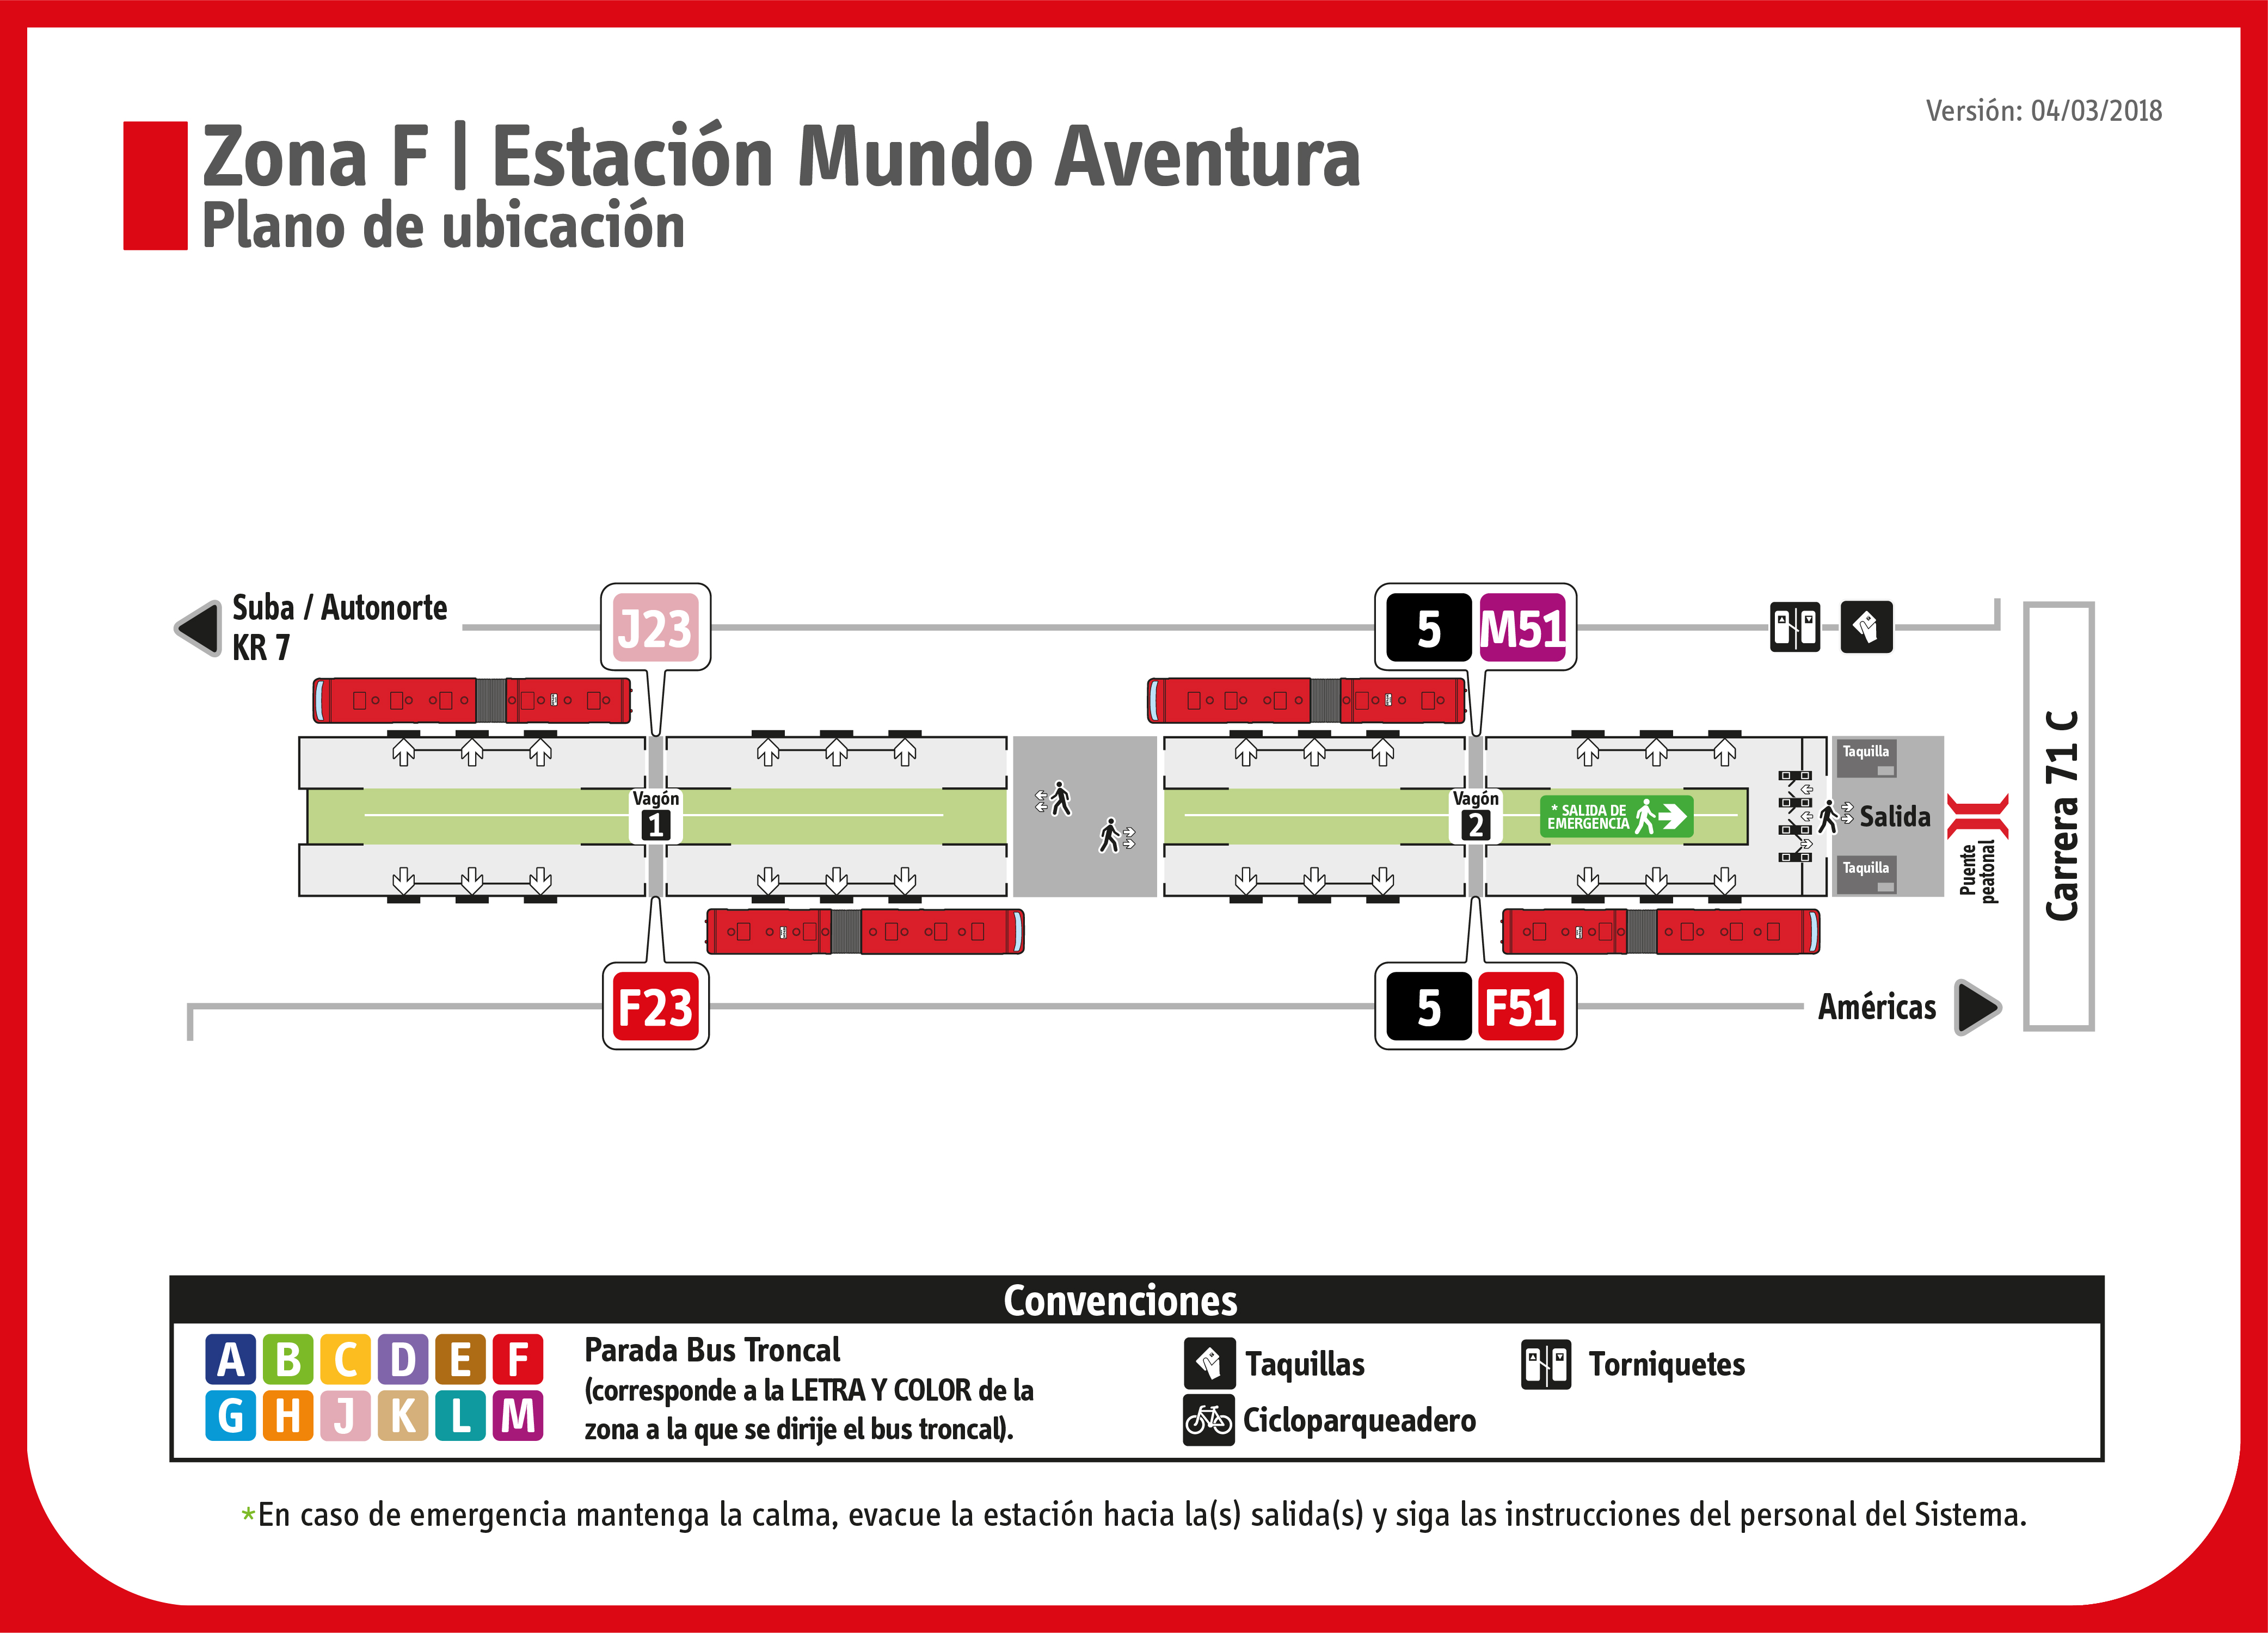 Versión: 04/03/2018
Zona F | Estación Mundo Aventura
Plano de ubicación
Suba / Autonorte
KR 7
J23
5 M51
Carrera 71 C
Taquilla
Vagón
1
Vagón
2
* SALIDA DE
EMERGENCIA
Salida
Puente
peatonal
Taquilla
F23
5 F51
Américas
Convenciones
A B C D E F
G H J K L M
Parada Bus Troncal
(corresponde a la LETRA Y COLOR de la
zona a la que se dirije el bus troncal).
Taquillas
Torniquetes
Cicloparqueadero
*En caso de emergencia mantenga la calma, evacue la estación hacia la(s) salida(s) y siga las instrucciones del personal del Sistema.